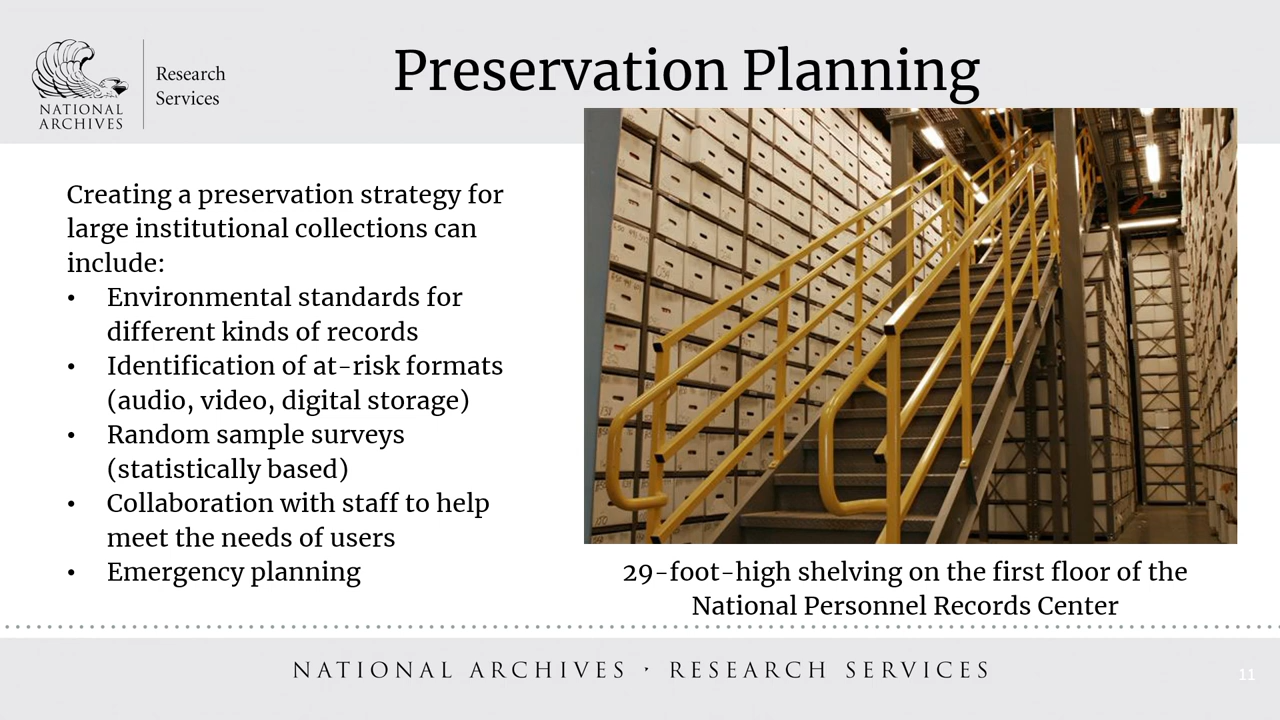 NATIONAL
ARCHIVES
Research
Services
Preservation Planning
Creating a preservation strategy for
large institutional collections can
include:
• Environmental standards for
different kinds of records
• Identification of at-risk formats
(audio, video, digital storage)
• Random sample surveys
(statistically based)
• Collaboration with staff to help
meet the needs of users
• Emergency planning
29-foot-high shelving on the first floor of the
National Personnel Records Center
NATIONAL ARCHIVES · RESEARCH SERVICES
11